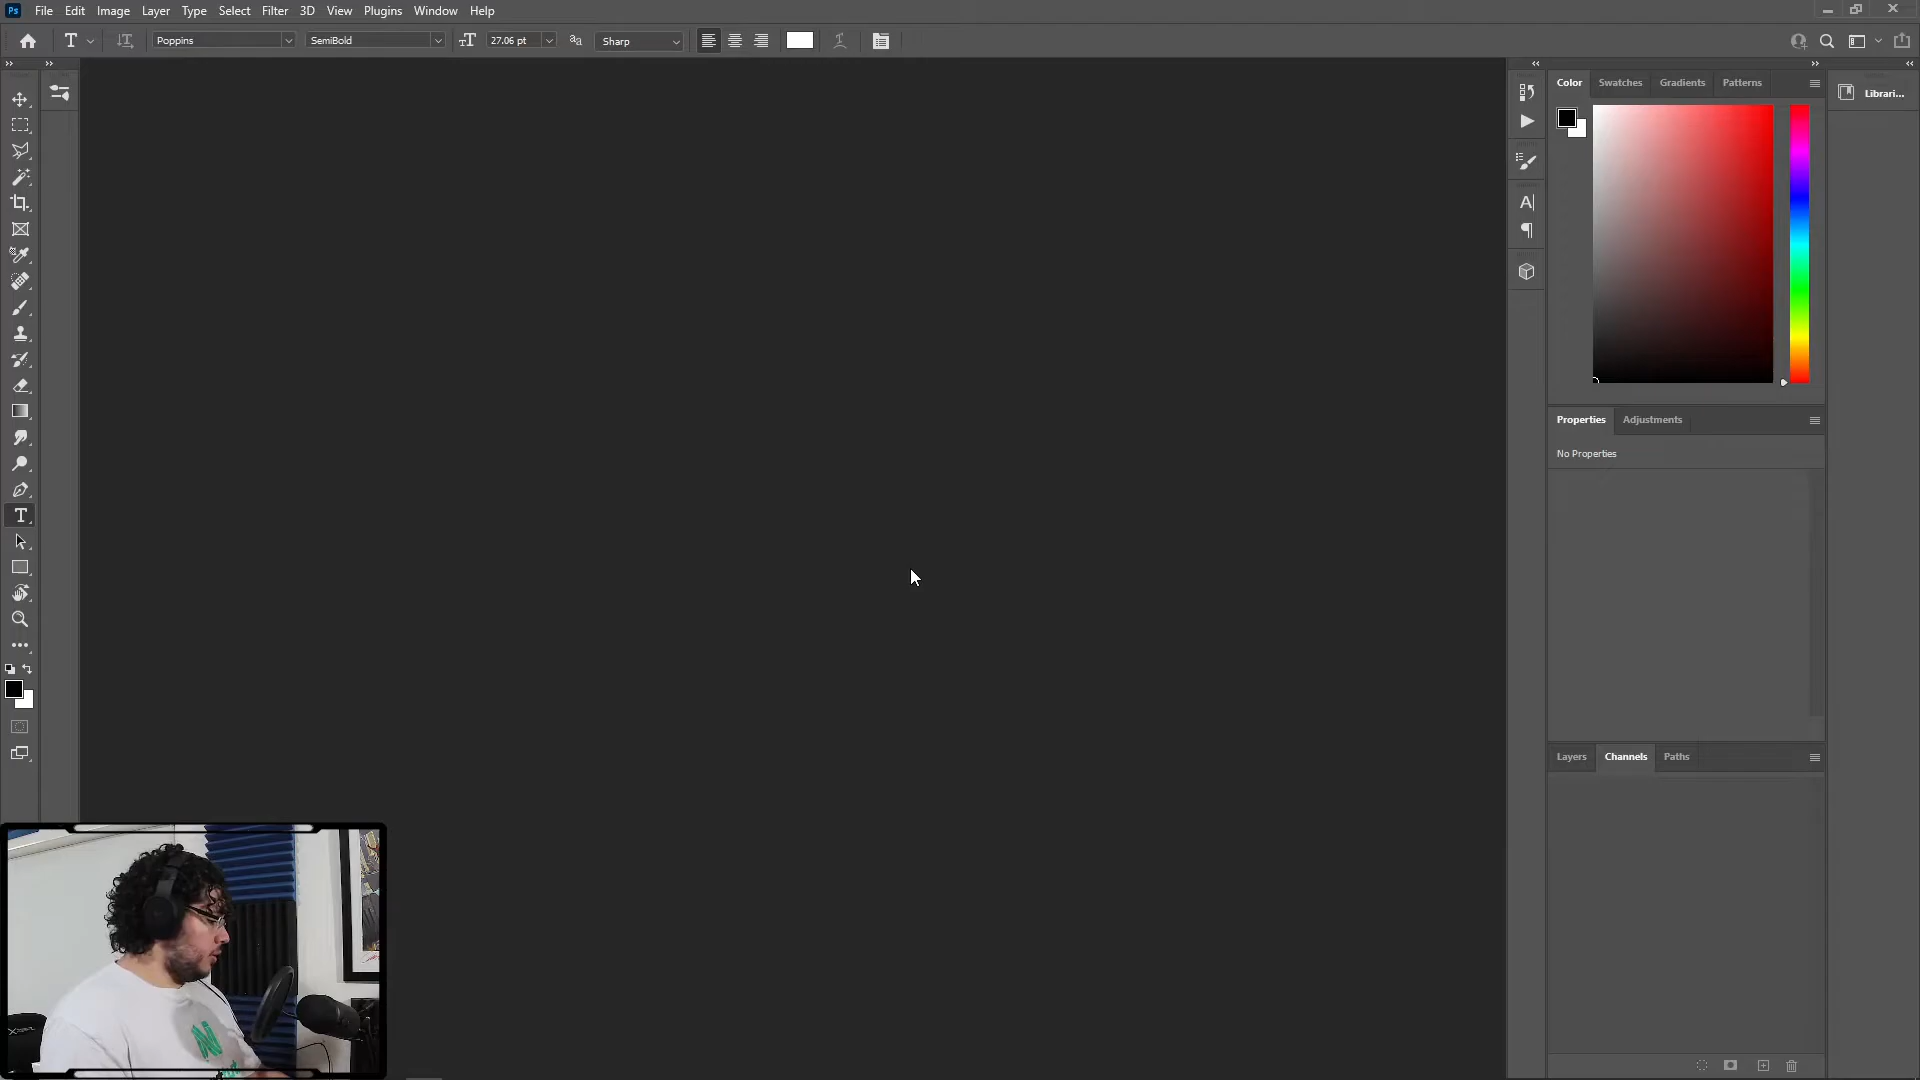 Ps File Edit Image Layer Type Select Filter 3D View Plugins Window Help
T Poppins SemiBold 27.06 pt Sharp
Color Swatches Gradients Patterns
Librari...
Properties Adjustments
No Properties
Layers Channels Paths